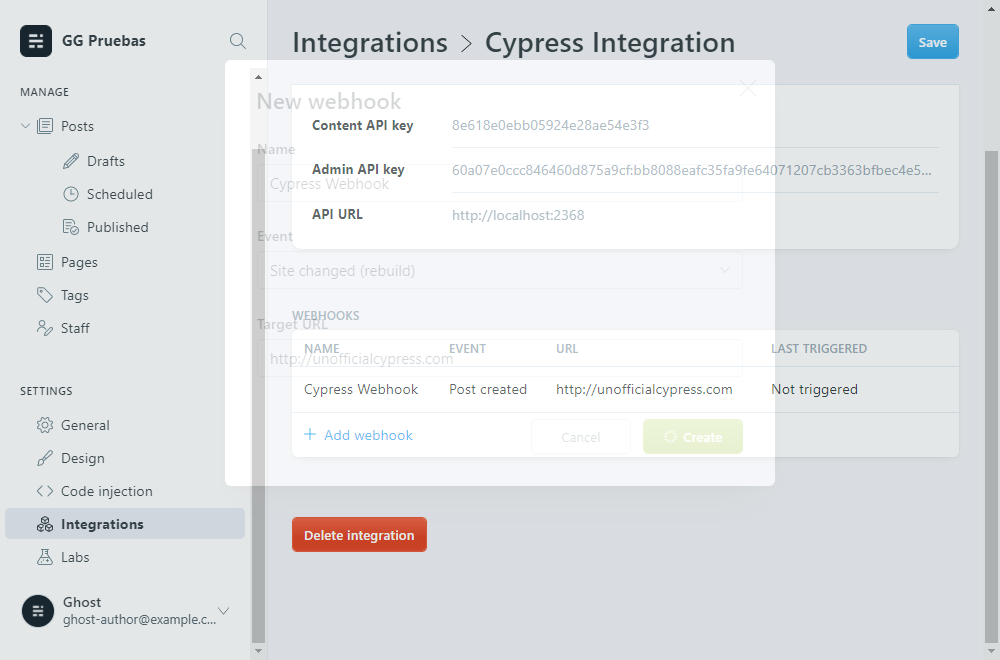 GG Pruebas
MANAGE
Posts
Drafts
Scheduled
Published
Pages
Tags
Staff
SETTINGS
General
Design
Code injection
Integrations
Labs
Ghost
ghost-author@example.c...
Integrations > Cypress Integration
Save
Content API key 8e618e0ebb05924e28ae54e3f3
Admin API key 60a07e0ccc846460d875a9cf:bb8088eafc35fa9fe64071207cb3363bfbec4e5...
API URL http://localhost:2368
WEBHOOKS
NAME EVENT URL LAST TRIGGERED
Cypress Webhook Post created http://unofficialcypress.com Not triggered
+ Add webhook
Delete integration
New webhook
Name
Cypress Webhook
Event
Site changed (rebuild)
Target URL
http://unofficialcypress.com
Cancel
Create